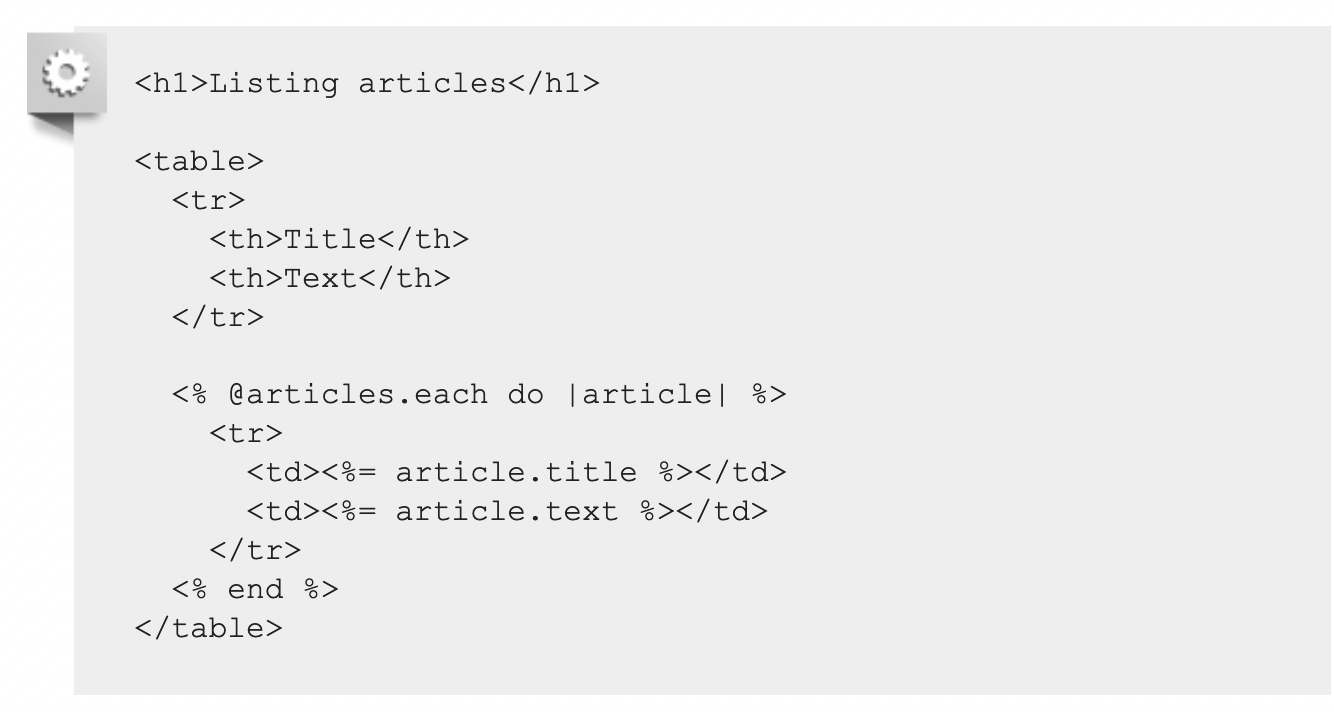 <h1>Listing articles</h1>

<table>
  <tr>
    <th>Title</th>
    <th>Text</th>
  </tr>

  <% @articles.each do |article| %>
    <tr>
      <td><%= article.title %></td>
      <td><%= article.text %></td>
    </tr>
  <% end %>
</table>